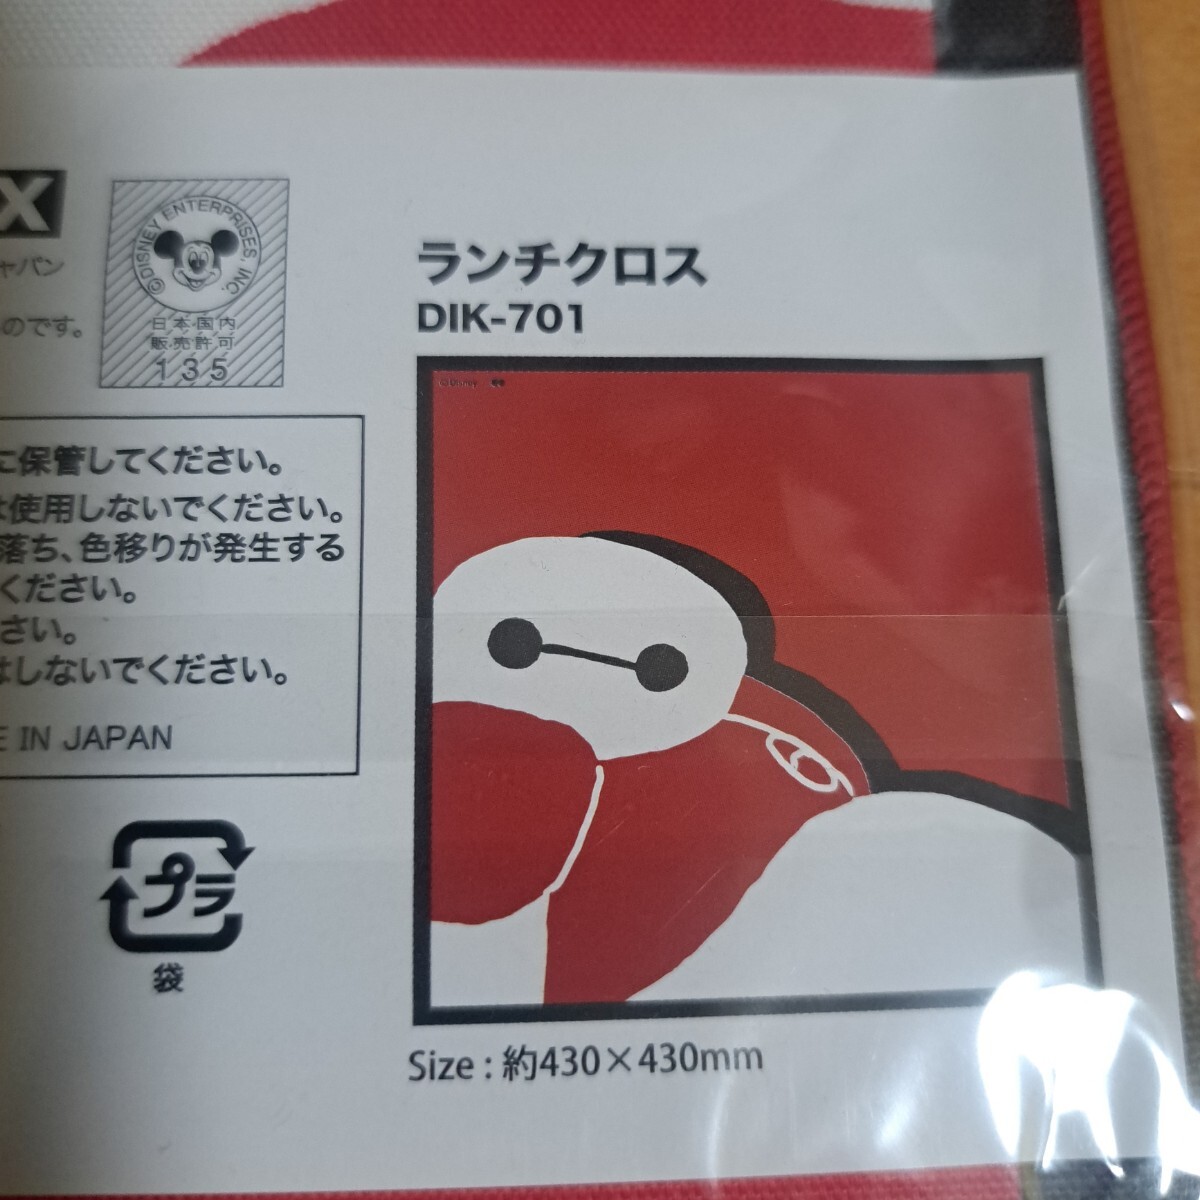 X
ャパン
のです。
©DISNEY ENTERPRISES, INC.
日本国内
販売許可
135
ランチクロス
DIK-701
©Disney
に保管してください。
は使用しないでください。
落ち、色移りが発生する
ください。
さい。
はしないでください。
E IN JAPAN
プラ
袋
Size : 約430×430mm